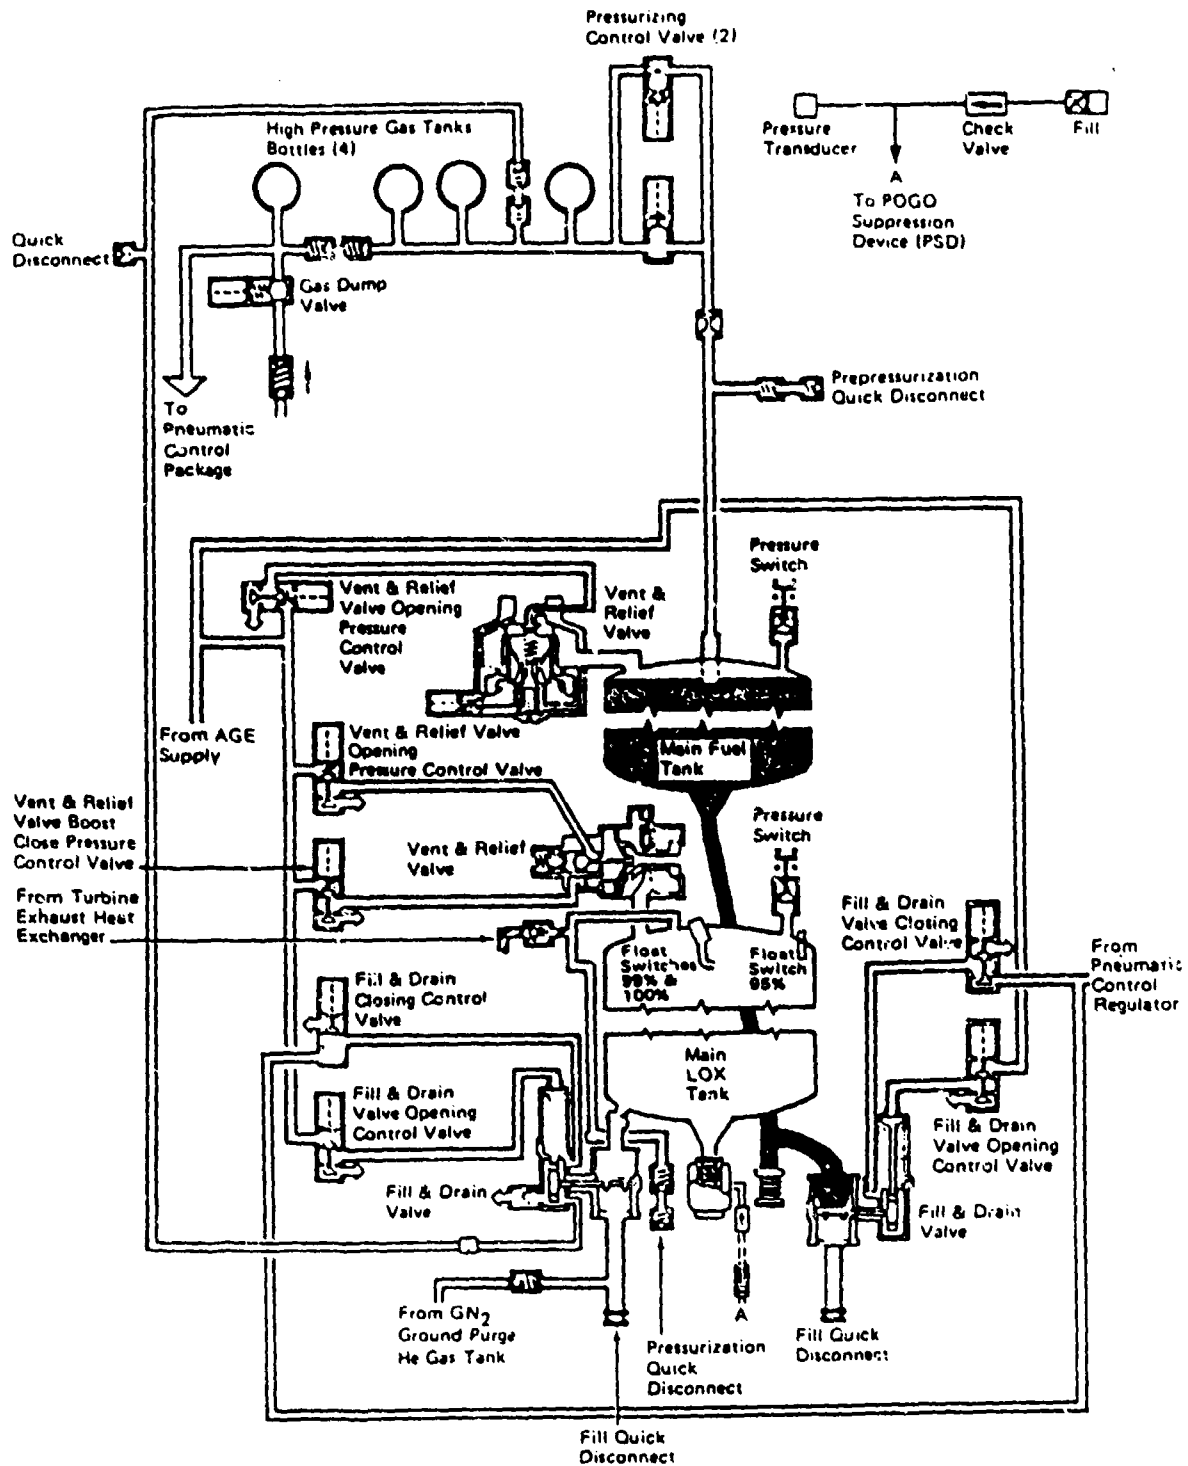 Pressurizing
Control Valve (2)
High Pressure Gas Tanks
Bottles (4)
Pressure
Transducer
Check
Valve
Fill
A
To POGO
Suppression
Device (PSD)
Quick
Disconnect
Gas Dump
Valve
To
Pneumatic
Control
Package
Prepressurization
Quick Disconnect
Pressure
Switch
Vent & Relief
Valve Opening
Pressure
Control
Valve
Vent &
Relief
Valve
From AGE
Supply
Vent & Relief Valve
Opening
Pressure Control Valve
Main Fuel
Tank
Vent & Relief
Valve Boost
Close Pressure
Control Valve
Vent & Relief
Valve
Pressure
Switch
From Turbine
Exhaust Heat
Exchanger
Fill & Drain
Valve Closing
Control Valve
From
Pneumatic
Control
Regulator
Float
Switches
99% &
100%
Float
Switch
95%
Fill & Drain
Closing Control
Valve
Main
LOX
Tank
Fill & Drain
Valve Opening
Control Valve
Fill & Drain
Valve Opening
Control Valve
Fill & Drain
Valve
Fill & Drain
Valve
From GN2
Ground Purge
He Gas Tank
A
Pressurization
Quick
Disconnect
Fill Quick
Disconnect
Fill Quick
Disconnect